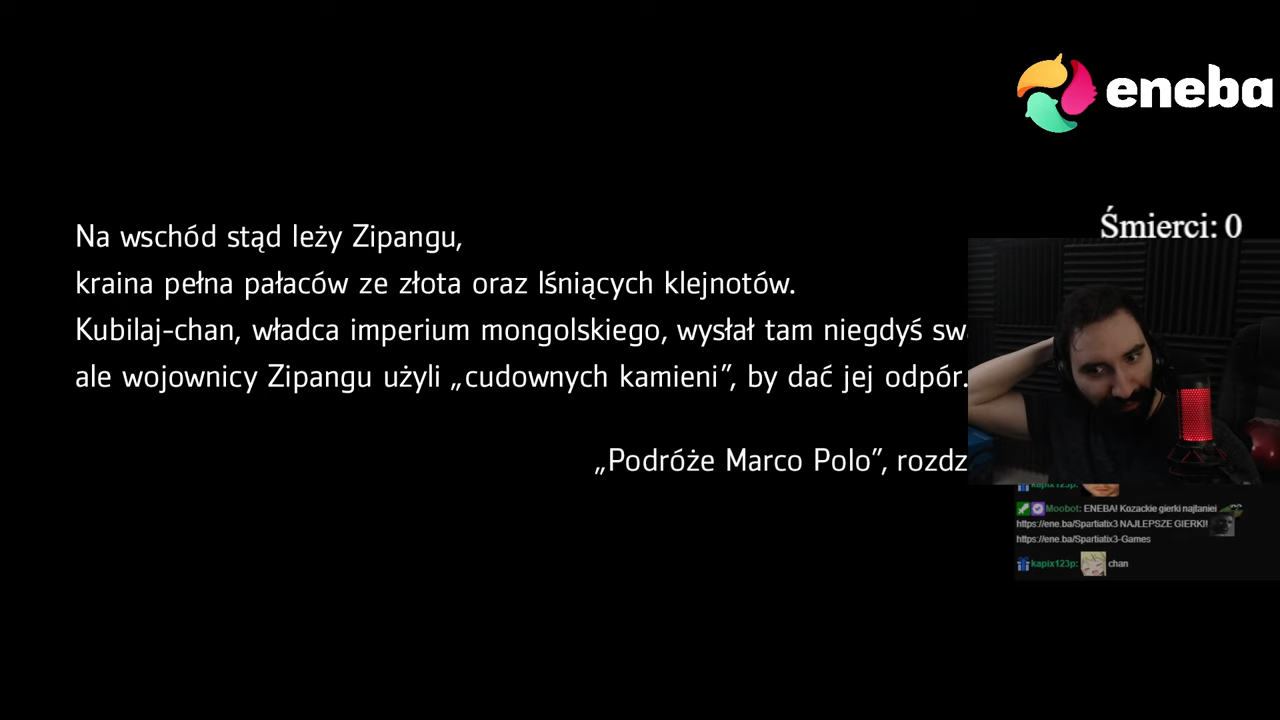 eneba
Śmierci: 0
Na wschód stąd leży Zipangu,
kraina pełna pałaców ze złota oraz lśniących klejnotów.
Kubilaj-chan, władca imperium mongolskiego, wysłał tam niegdyś
ale wojownicy Zipangu użyli „cudownych kamieni”, by dać jej odpór.
„Podróże Marco Polo”,
kapix123p:
Moobot: ENEBA! Kozackie gierki najtaniej
https://ene.ba/Spartiatix3 NAJLEPSZE GIERKI!
https://ene.ba/Spartiatix3-Games
kapix123p: chan